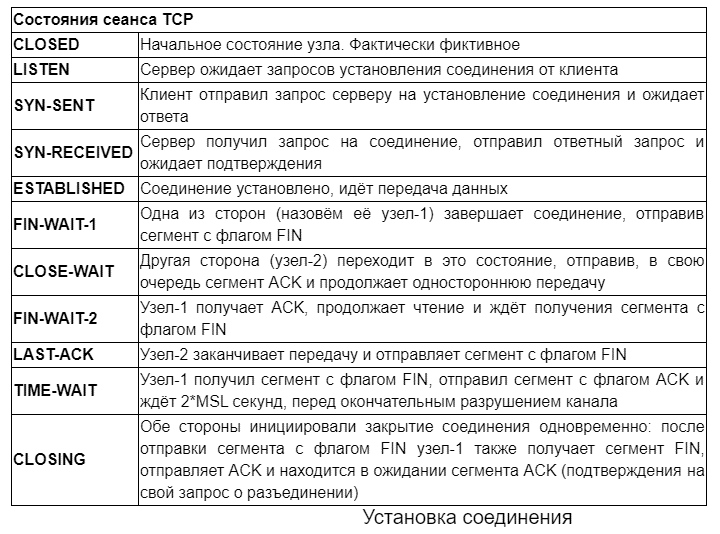 Состояния сеанса TCP
CLOSED Начальное состояние узла. Фактически фиктивное
LISTEN Сервер ожидает запросов установления соединения от клиента
SYN-SENT Клиент отправил запрос серверу на установление соединения и ожидает
ответа
SYN-RECEIVED Сервер получил запрос на соединение, отправил ответный запрос и
ожидает подтверждения
ESTABLISHED Соединение установлено, идёт передача данных
FIN-WAIT-1 Одна из сторон (назовём её узел-1) завершает соединение, отправив
сегмент с флагом FIN
CLOSE-WAIT Другая сторона (узел-2) переходит в это состояние, отправив, в свою
очередь сегмент ACK и продолжает одностороннюю передачу
FIN-WAIT-2 Узел-1 получает ACK, продолжает чтение и ждёт получения сегмента с
флагом FIN
LAST-ACK Узел-2 заканчивает передачу и отправляет сегмент с флагом FIN
TIME-WAIT Узел-1 получил сегмент с флагом FIN, отправил сегмент с флагом ACK и
ждёт 2*MSL секунд, перед окончательным разрушением канала
CLOSING Обе стороны инициировали закрытие соединения одновременно: после
отправки сегмента с флагом FIN узел-1 также получает сегмент FIN,
отправляет ACK и находится в ожидании сегмента ACK (подтверждения на
свой запрос о разъединении)
Установка соединения